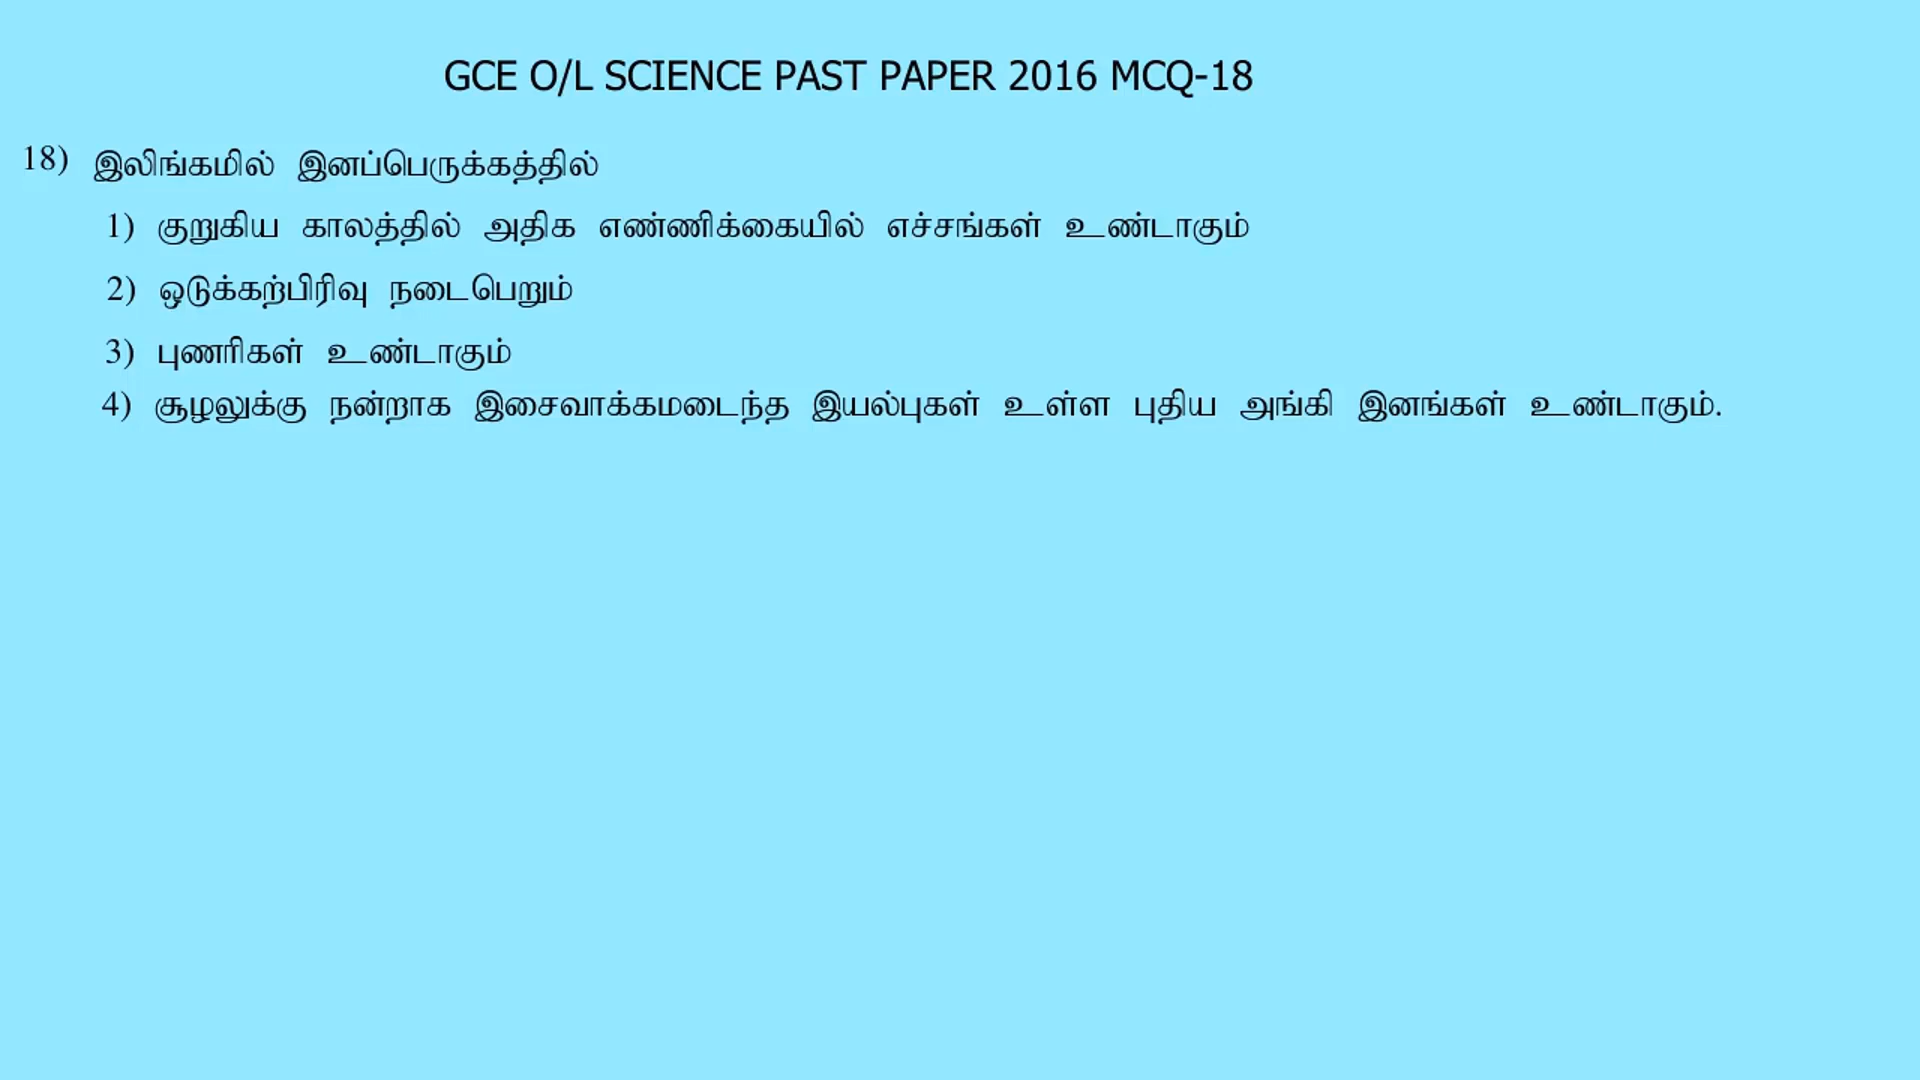 GCE O/L SCIENCE PAST PAPER 2016 MCQ-18
18) இலிங்கமில் இனப்பெருக்கத்தில்
1) குறுகிய காலத்தில் அதிக எண்ணிக்கையில் எச்சங்கள் உண்டாகும்
2) ஒடுக்கற்பிரிவு நடைபெறும்
3) புணரிகள் உண்டாகும்
4) சூழலுக்கு நன்றாக இசைவாக்கமடைந்த இயல்புகள் உள்ள புதிய அங்கி இனங்கள் உண்டாகும்.